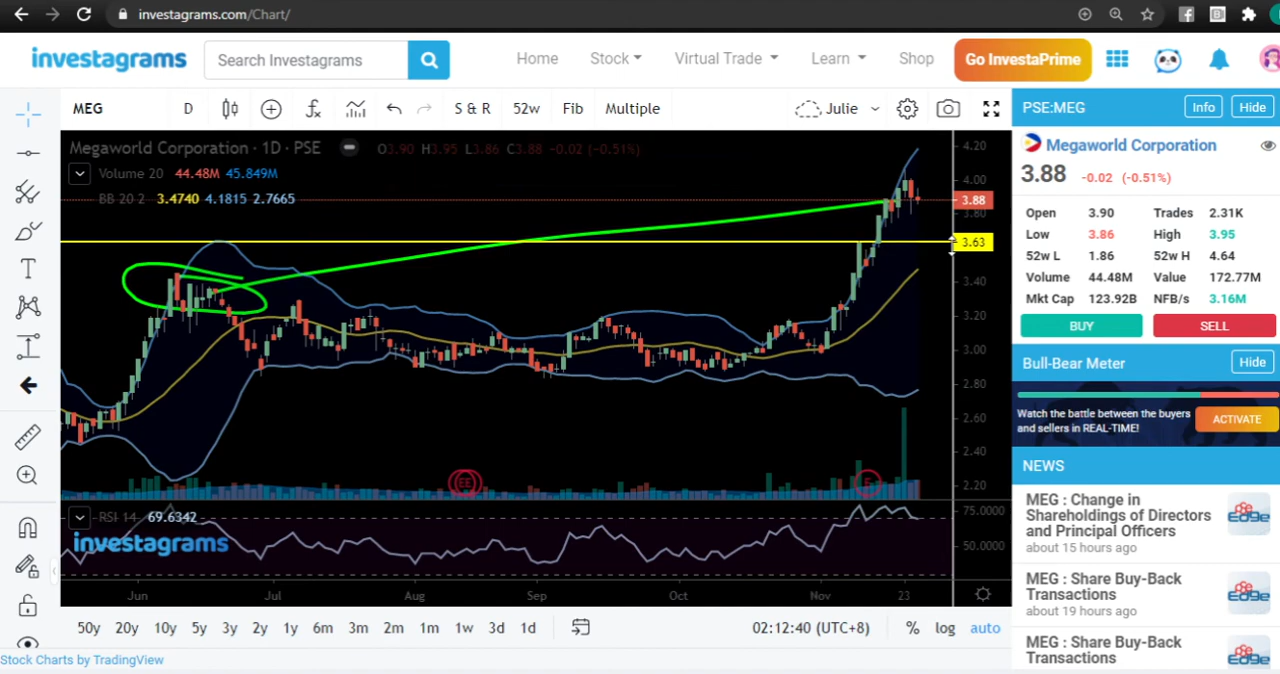 investagrams.com/Chart/
investagrams
Search Investagrams
Home Stock Virtual Trade Learn Shop Go InvestaPrime
MEG D S & R 52w Fib Multiple Julie
PSE:MEG Info Hide
Megaworld Corporation · 1D · PSE O3.90 H3.95 L3.86 C3.88 -0.02 (-0.51%)
Volume 20 44.48M 45.849M
BB 20 2 3.4740 4.1815 2.7665
4.20
4.00
3.88
3.80
3.63
3.40
3.20
3.00
2.80
2.60
2.40
2.20
EE
E
RSI 14 69.6342
75.0000
50.0000
investagrams
Jun Jul Aug Sep Oct Nov 23
50y 20y 10y 5y 3y 2y 1y 6m 3m 2m 1m 1w 3d 1d 02:12:40 (UTC+8) % log auto
Stock Charts by TradingView
Megaworld Corporation
3.88 -0.02 (-0.51%)
Open 3.90 Trades 2.31K
Low 3.86 High 3.95
52w L 1.86 52w H 4.64
Volume 44.48M Value 172.77M
Mkt Cap 123.92B NFB/s 3.16M
BUY SELL
Bull-Bear Meter Hide
Watch the battle between the buyers
and sellers in REAL-TIME!
ACTIVATE
NEWS
MEG : Change in
Shareholdings of Directors
and Principal Officers
about 15 hours ago
EDGE
MEG : Share Buy-Back
Transactions
about 19 hours ago
EDGE
MEG : Share Buy-Back
Transactions
EDGE